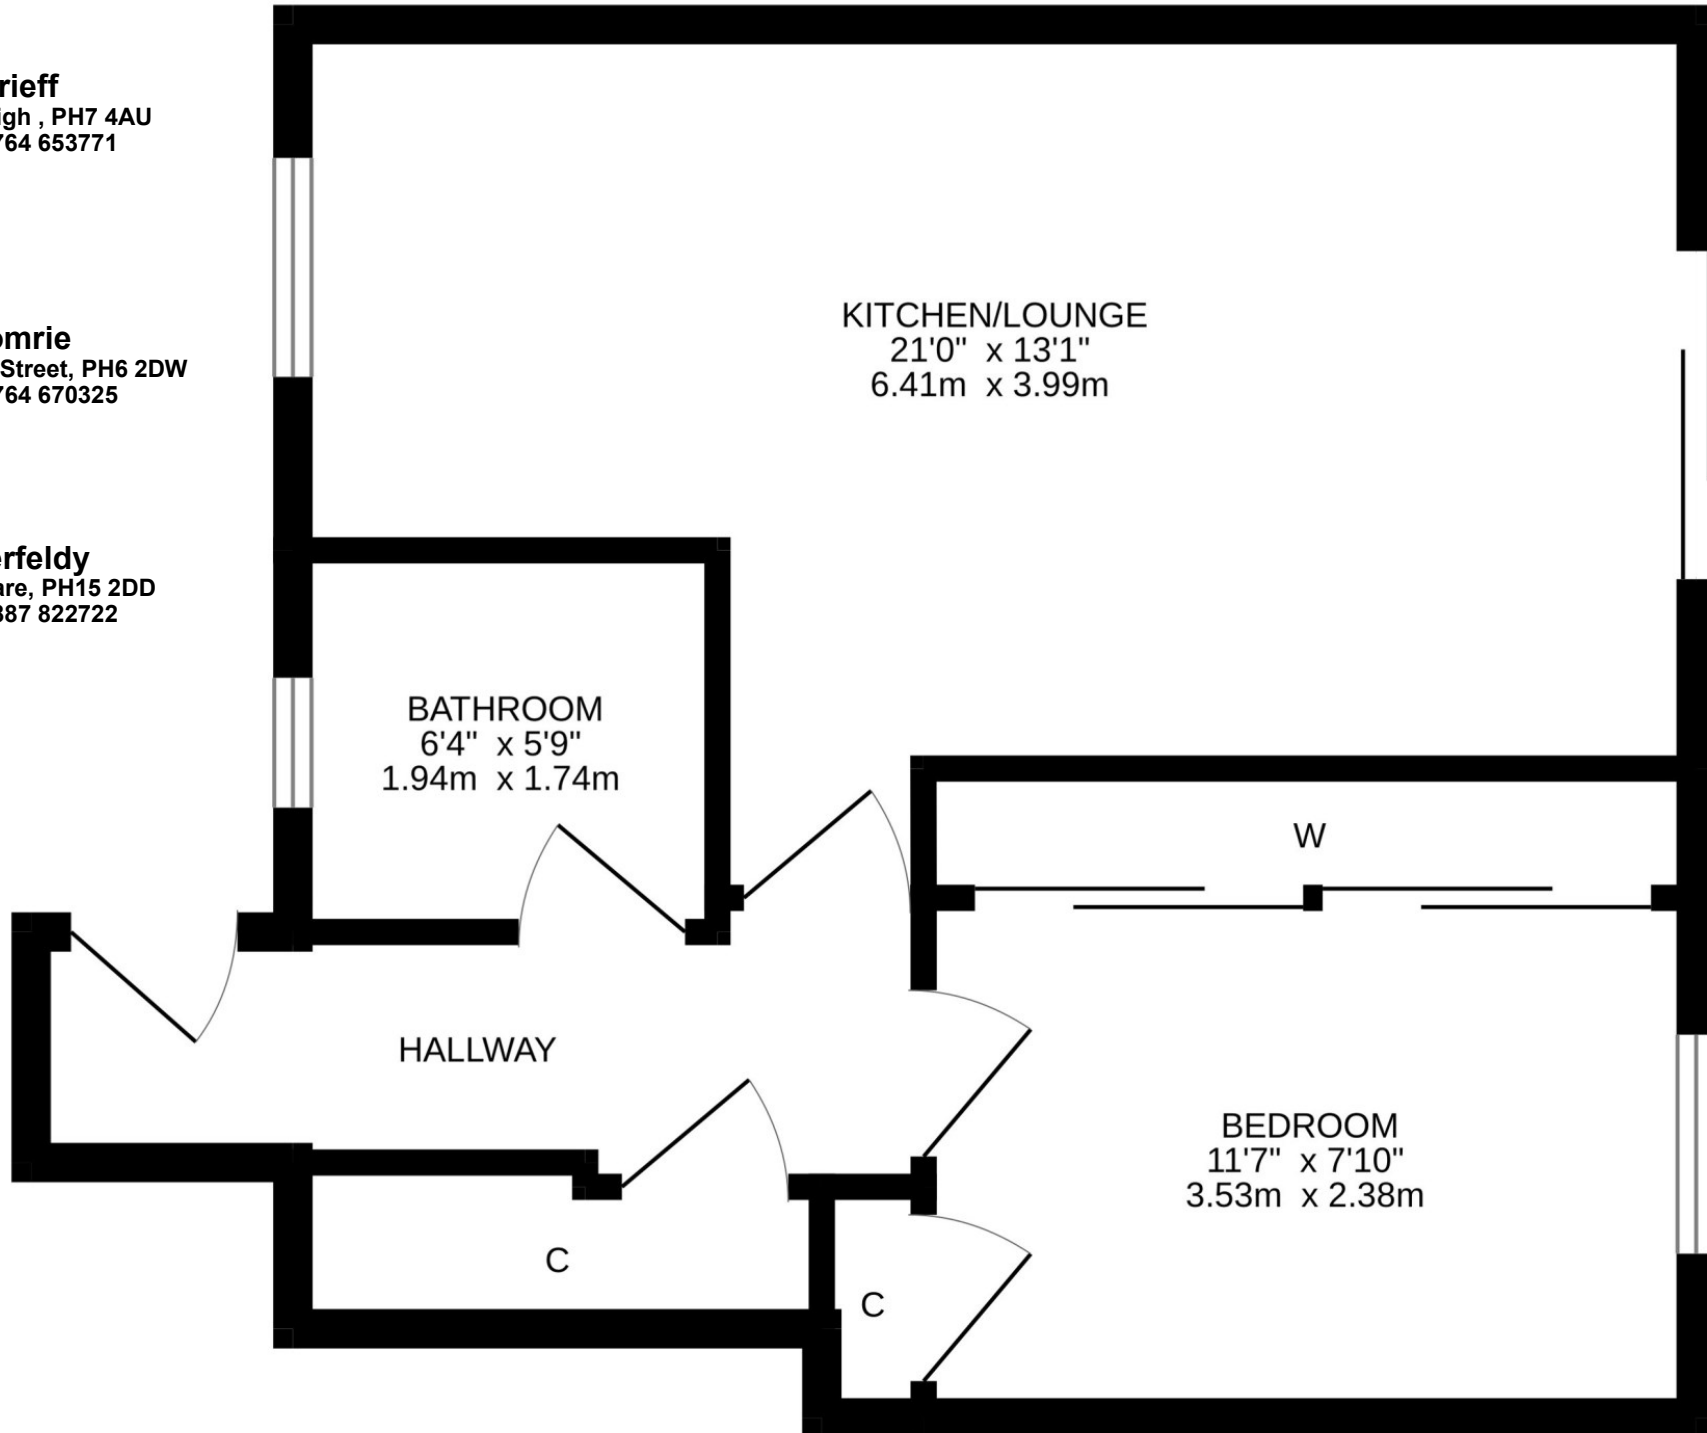 rieff
igh , PH7 4AU
764 653771
omrie
Street, PH6 2DW
764 670325
erfeldy
are, PH15 2DD
887 822722
KITCHEN/LOUNGE
21'0" x 13'1"
6.41m x 3.99m
BATHROOM
6'4" x 5'9"
1.94m x 1.74m
W
HALLWAY
BEDROOM
11'7" x 7'10"
3.53m x 2.38m
C
C